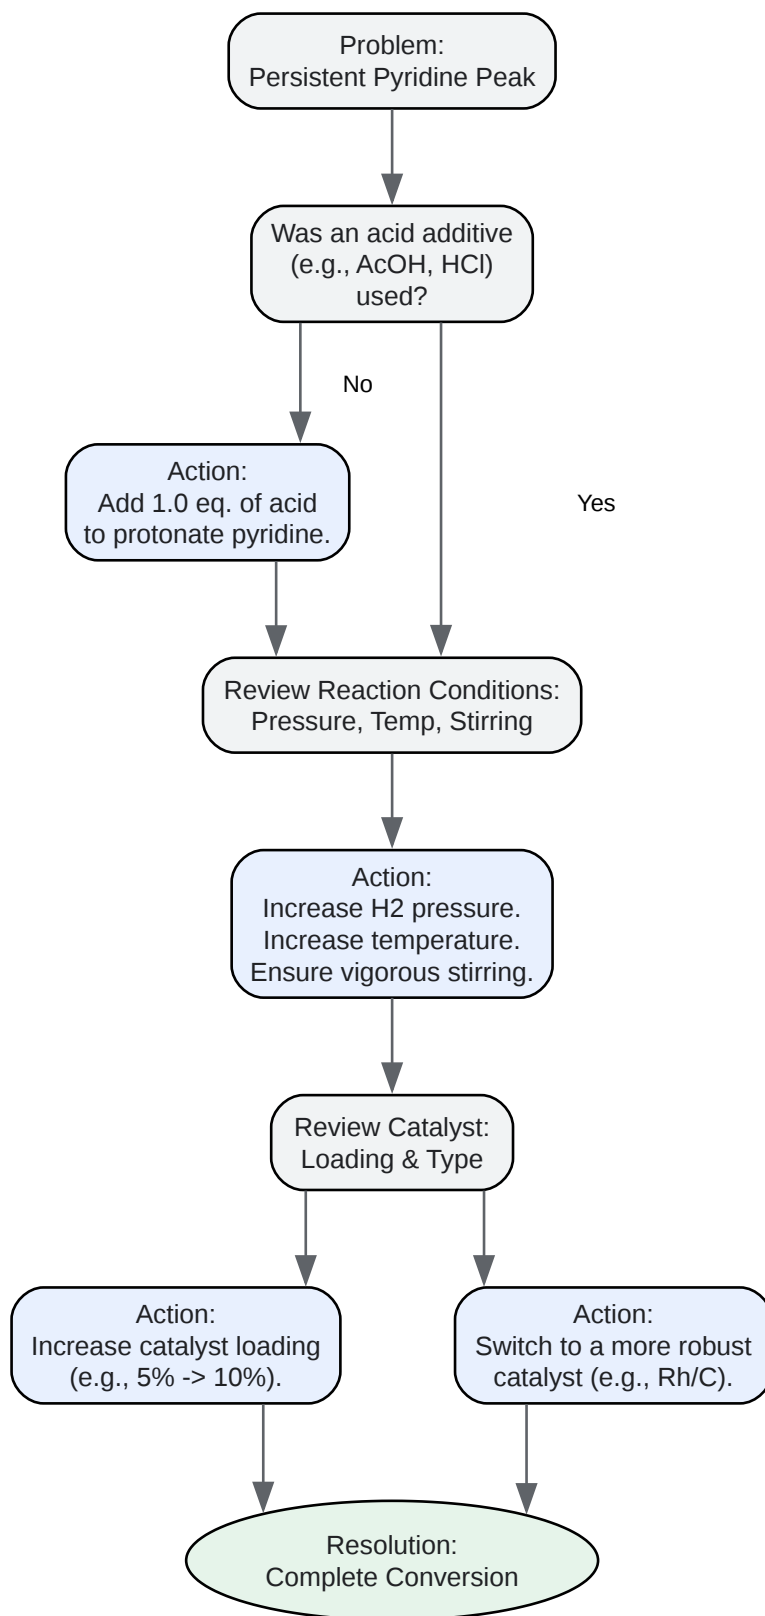 Problem:
Persistent Pyridine Peak
Was an acid additive
(e.g., AcOH, HCl)
used?
No
Action:
Add 1.0 eq. of acid
to protonate pyridine.
Yes
Review Reaction Conditions:
Pressure, Temp, Stirring
Action:
Increase H2 pressure.
Increase temperature.
Ensure vigorous stirring.
Review Catalyst:
Loading & Type
Action:
Increase catalyst loading
(e.g., 5% -> 10%).
Action:
Switch to a more robust
catalyst (e.g., Rh/C).
Resolution:
Complete Conversion